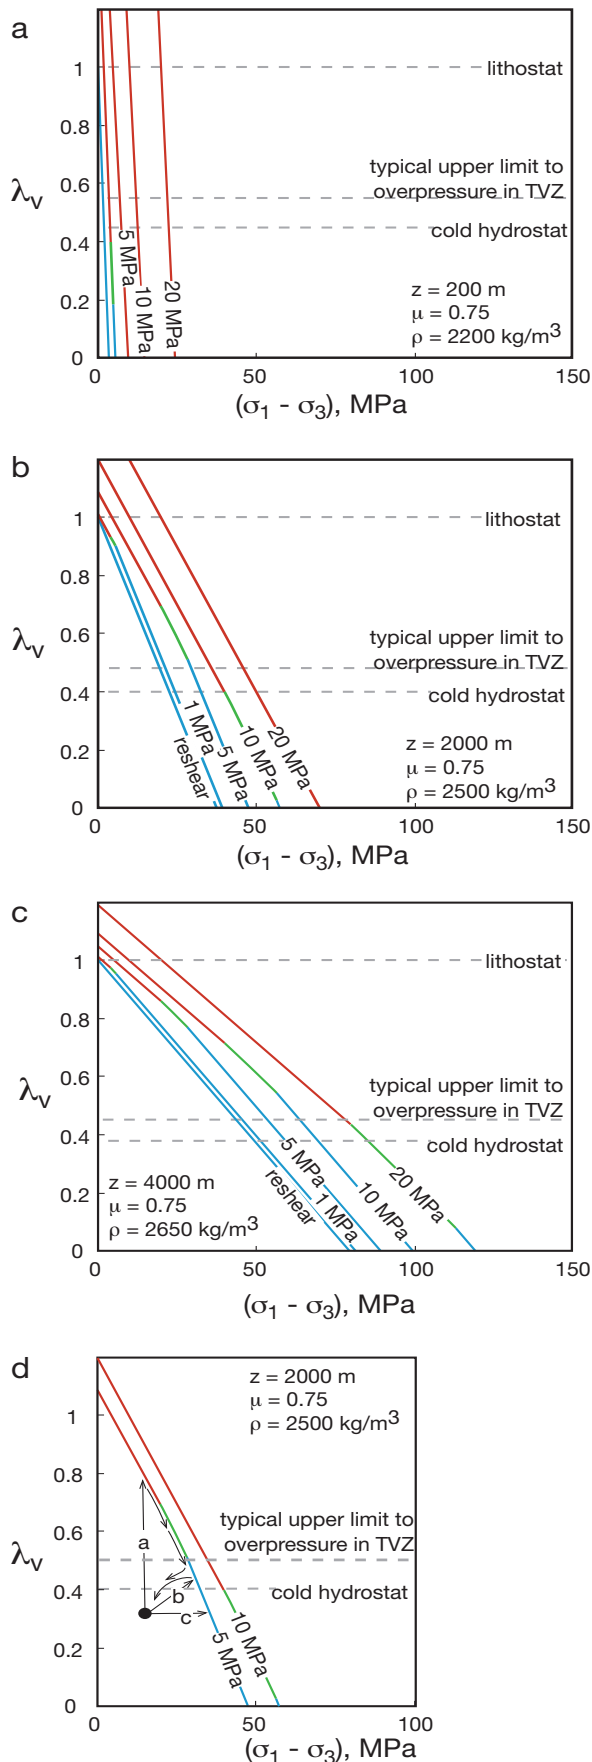 a
1
lithostat
0.8
typical upper limit to
overpressure in TVZ
0.6
λv
0.4
cold hydrostat
5 MPa
10 MPa
20 MPa
0.2
z = 200 m
μ = 0.75
ρ = 2200 kg/m3
0
0
50
100
150
(σ1 - σ3), MPa
b
1
lithostat
0.8
typical upper limit to
overpressure in TVZ
0.6
λv
0.4
cold hydrostat
reshear
1 MPa
5 MPa
10 MPa
20 MPa
0.2
z = 2000 m
μ = 0.75
ρ = 2500 kg/m3
0
0
50
100
150
(σ1 - σ3), MPa
c
1
lithostat
0.8
typical upper limit to
overpressure in TVZ
0.6
λv
0.4
cold hydrostat
z = 4000 m
μ = 0.75
ρ = 2650 kg/m3
reshear
1 MPa
5 MPa
10 MPa
20 MPa
0.2
0
0
50
100
150
(σ1 - σ3), MPa
d
z = 2000 m
μ = 0.75
ρ = 2500 kg/m3
1
0.8
typical upper limit to
overpressure in TVZ
0.6
a
λv
0.4
cold hydrostat
b
c
5 MPa
10 MPa
0.2
0
0
50
100
(σ1 - σ3), MPa